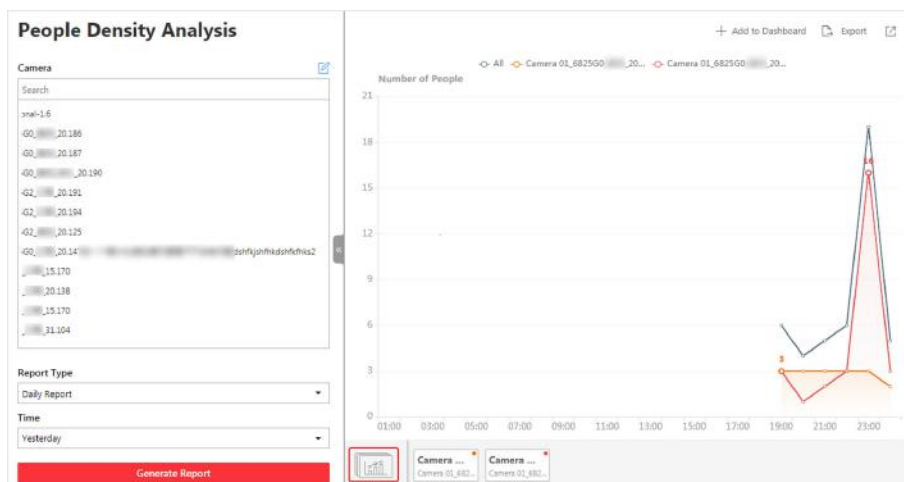 People Density Analysis
Camera
Search
onal-1.6
G0_ _20.186
G0_ _20.187
G0_ _20.190
G2_ _20.191
G2_ _20.194
G2_ _20.125
G0_ _20.14
_15.170
_20.138
_15.170
_31.104
Report Type
Daily Report
Time
Yesterday
Generate Report
Add to Dashboard Export
All Camera 01_6825G0 _20... Camera 01_6825G0 _20...
Number of People
21
18
15
12
9
6
3
0
16
3
01:00 03:00 05:00 07:00 09:00 11:00 13:00 15:00 17:00 19:00 21:00 23:00
Camera ... Camera ...
Camera 01_682... Camera 01_682...